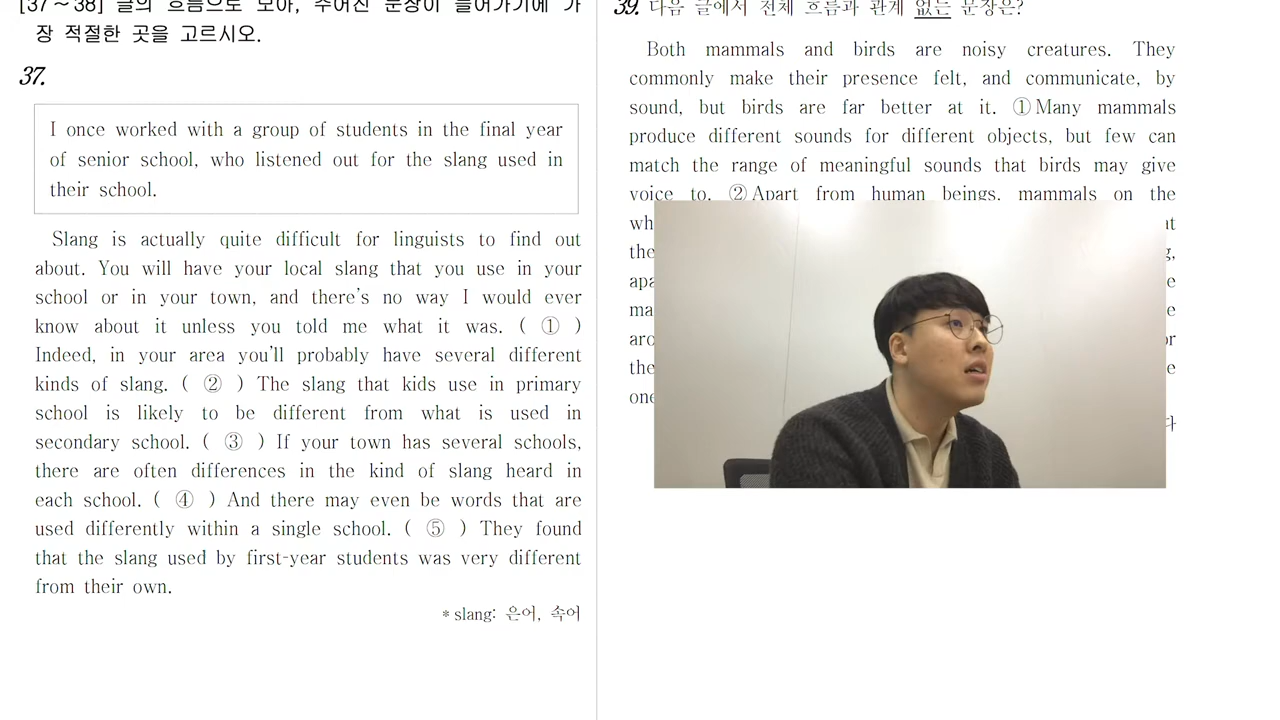 [37~38] 글의 흐름으로 보아, 주어진 문장이 들어가기에 가
장 적절한 곳을 고르시오.
37.
I once worked with a group of students in the final year
of senior school, who listened out for the slang used in
their school.
Slang is actually quite difficult for linguists to find out
about. You will have your local slang that you use in your
school or in your town, and there's no way I would ever
know about it unless you told me what it was. ( ① )
Indeed, in your area you'll probably have several different
kinds of slang. ( ② ) The slang that kids use in primary
school is likely to be different from what is used in
secondary school. ( ③ ) If your town has several schools,
there are often differences in the kind of slang heard in
each school. ( ④ ) And there may even be words that are
used differently within a single school. ( ⑤ ) They found
that the slang used by first-year students was very different
from their own.
* slang: 은어, 속어
39. 다음 글에서 전체 흐름과 관계 없는 문장은?
Both mammals and birds are noisy creatures. They
commonly make their presence felt, and communicate, by
sound, but birds are far better at it. ① Many mammals
produce different sounds for different objects, but few can
match the range of meaningful sounds that birds may give
voice to. ② Apart from human beings, mammals on the